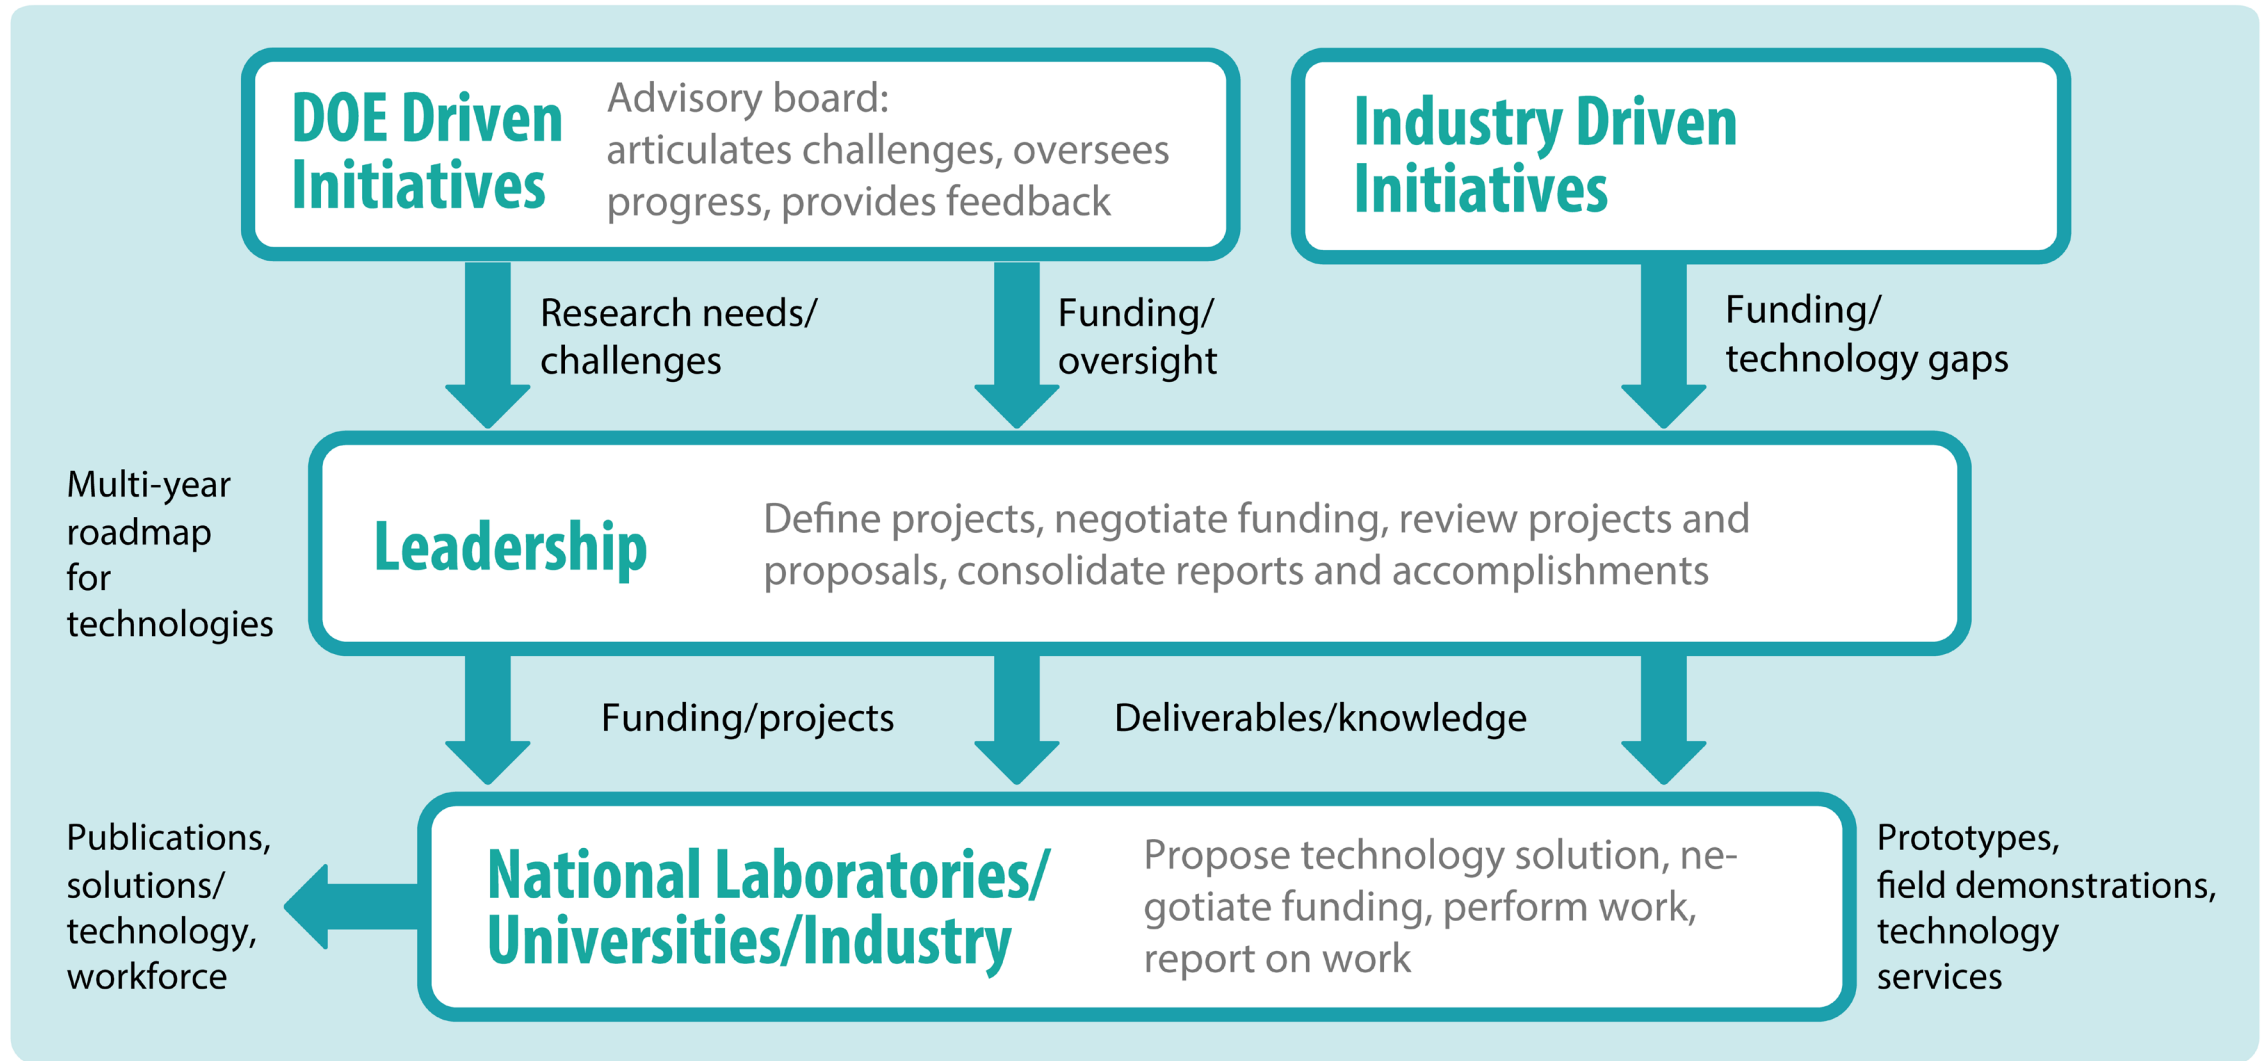 DOE Driven
Initiatives
Advisory board:
articulates challenges, oversees
progress, provides feedback
Industry Driven
Initiatives
Research needs/
challenges
Funding/
oversight
Funding/
technology gaps
Multi-year
roadmap
for
technologies
Leadership
Define projects, negotiate funding, review projects and
proposals, consolidate reports and accomplishments
Funding/projects
Deliverables/knowledge
Publications,
solutions/
technology,
workforce
National Laboratories/
Universities/Industry
Propose technology solution, ne-
gotiate funding, perform work,
report on work
Prototypes,
field demonstrations,
technology
services